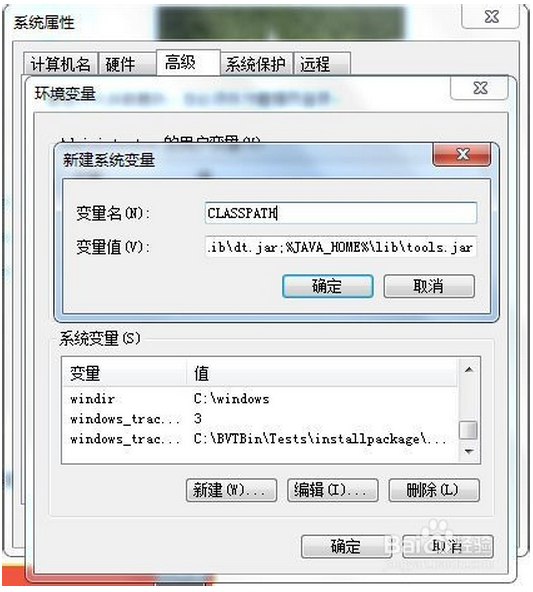 系统属性
计算机名 硬件 高级 系统保护 远程
环境变量
的用户变量(U)
新建系统变量
变量名(N): CLASSPATH
变量值(V): .ib\dt.jar;%JAVA_HOME%\lib\tools.jar
确定 取消
系统变量(S)
变量 值
windir C:\windows
windows_trac... 3
windows_trac... C:\BVTBin\Tests\installpackage\...
新建(W)... 编辑(I)... 删除(L)
确定 取消
Bai 经验